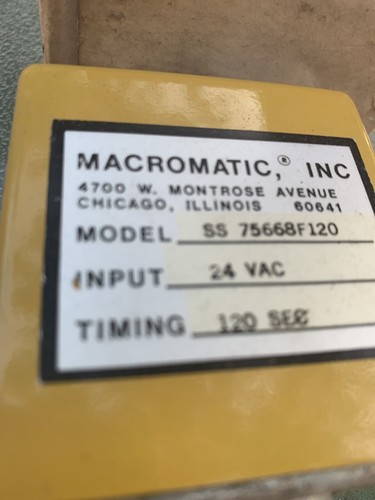 MACROMATIC,® INC
4700 W. MONTROSE AVENUE
CHICAGO, ILLINOIS 60641
MODEL SS 75668F120
INPUT 24 VAC
TIMING 120 SEC